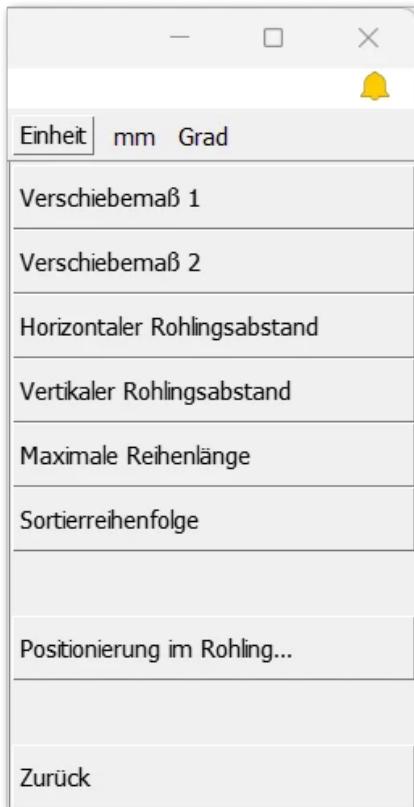 Einheit mm Grad
Verschiebemaß 1
Verschiebemaß 2
Horizontaler Rohlingsabstand
Vertikaler Rohlingsabstand
Maximale Reihenlänge
Sortierreihenfolge
Positionierung im Rohling...
Zurück